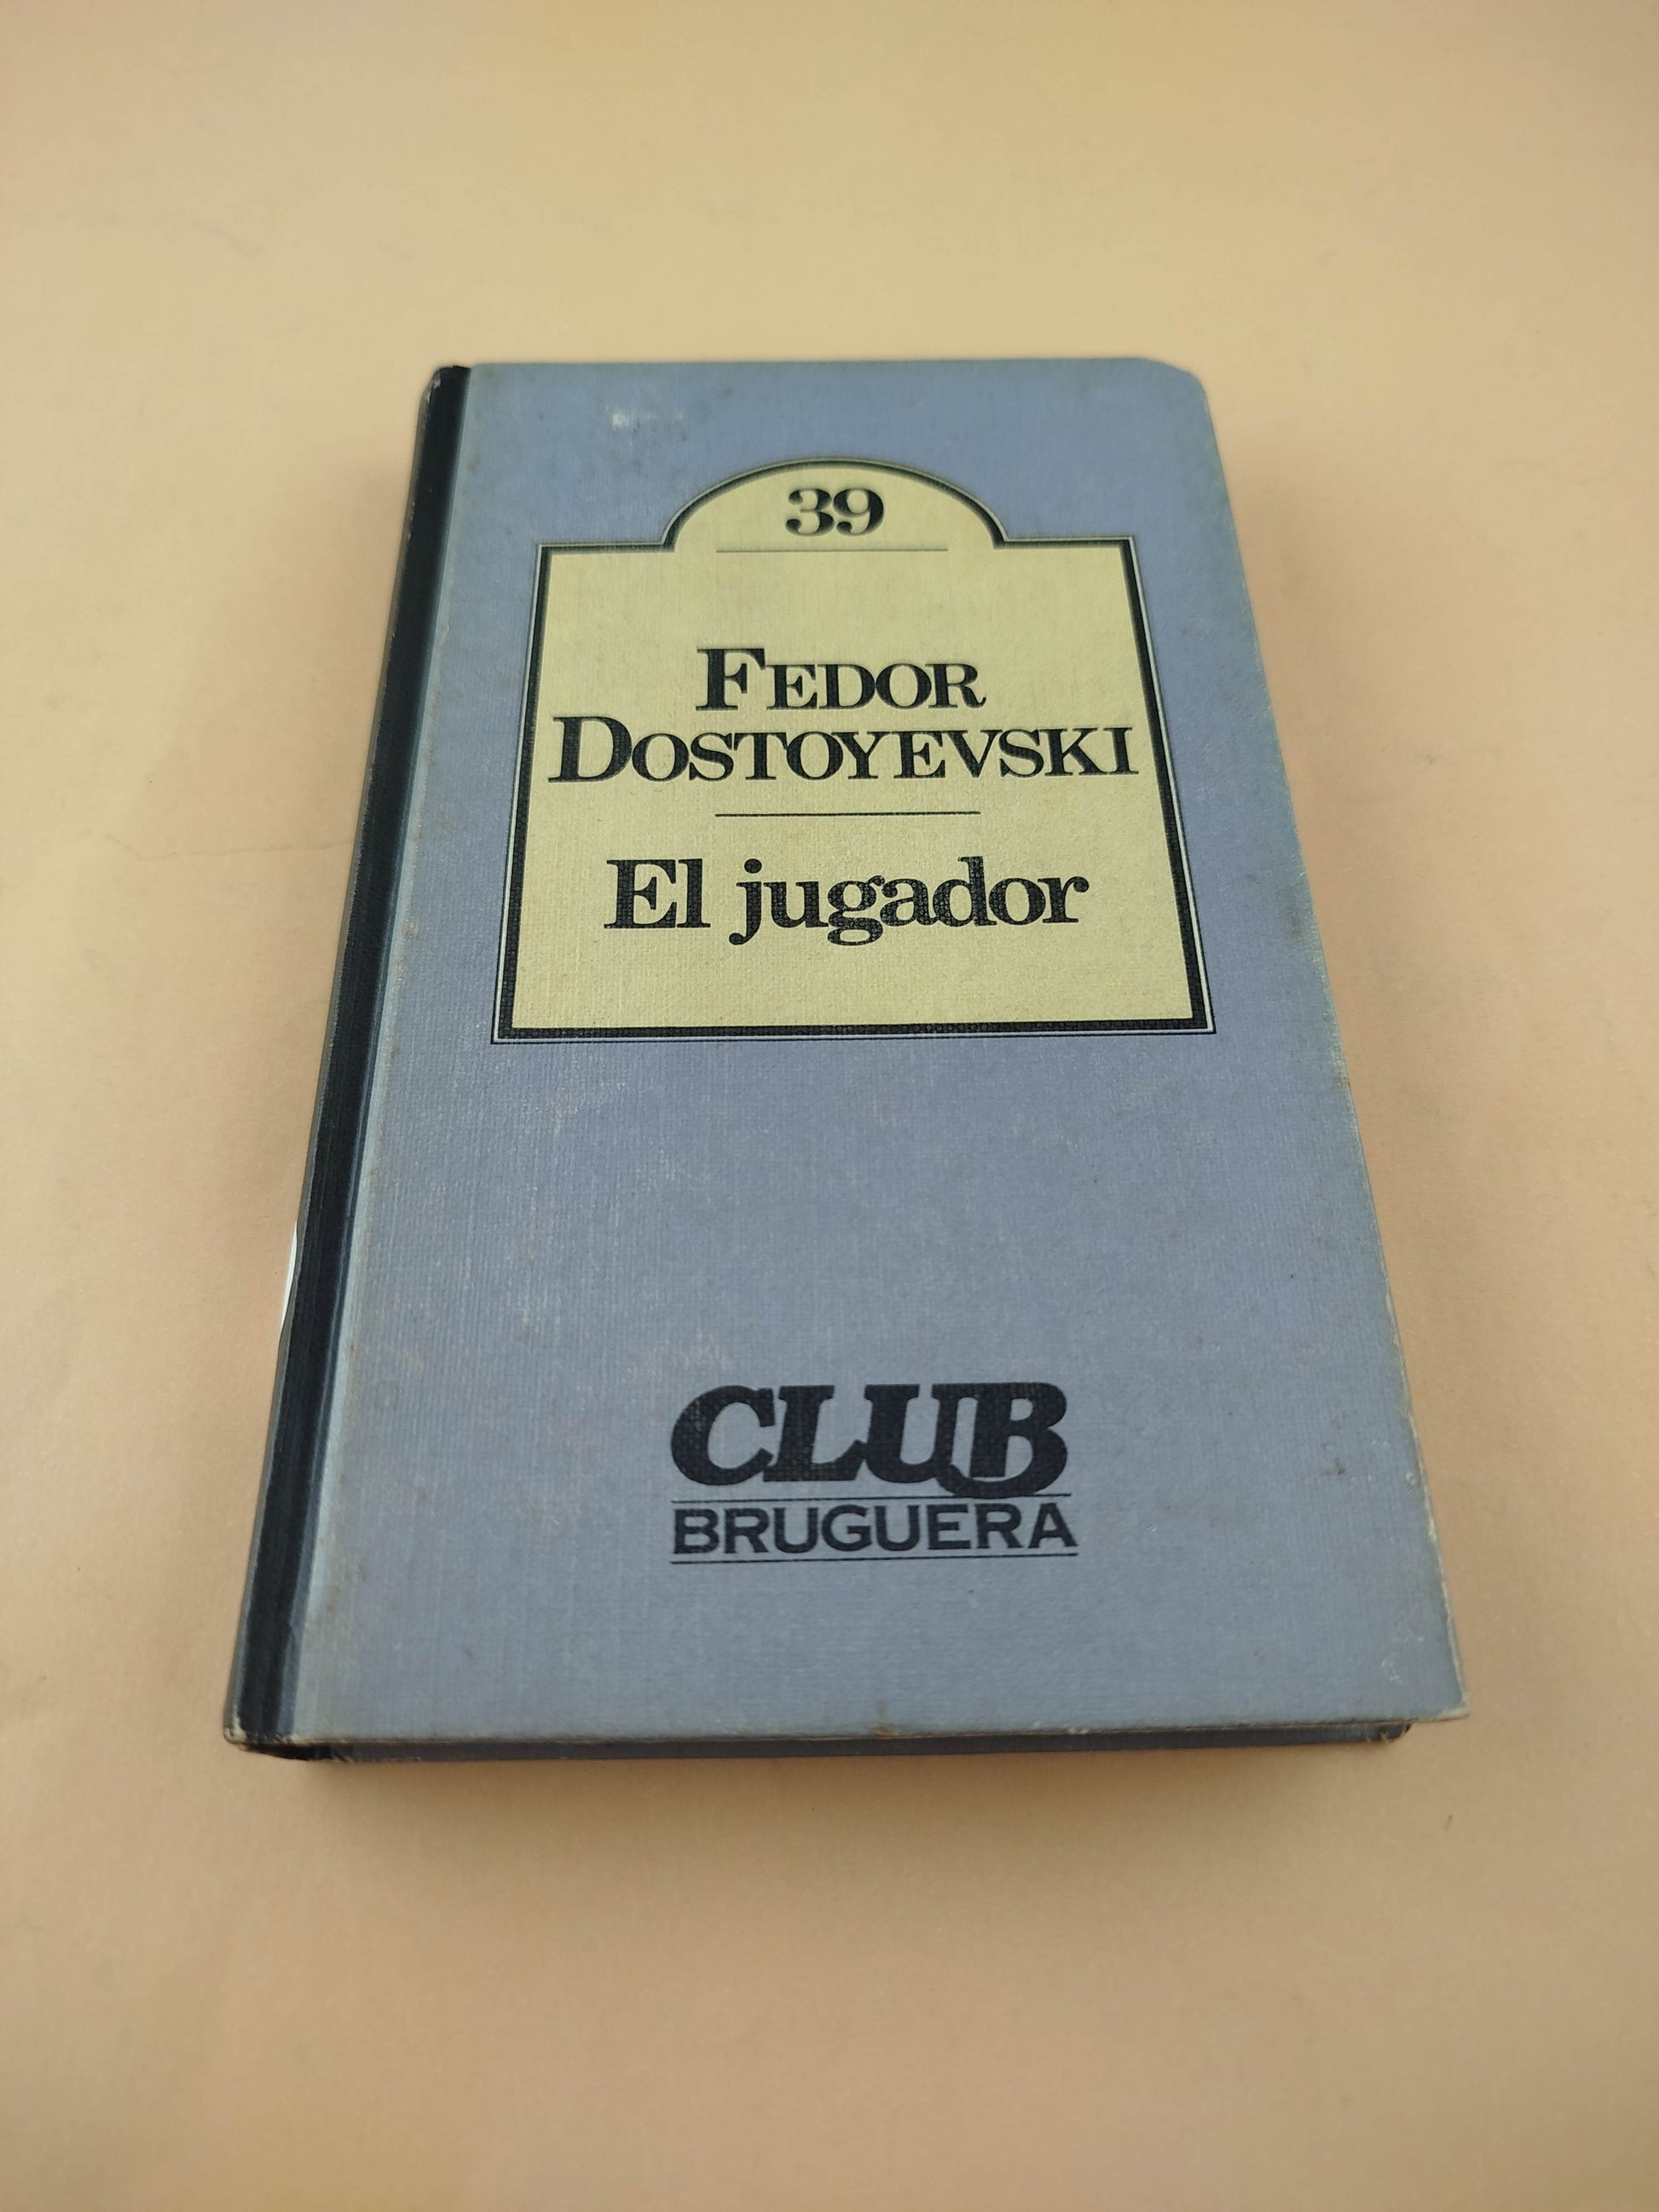 39
FEDOR
DOSTOYEVSKI
El jugador
CLUB
BRUGUERA